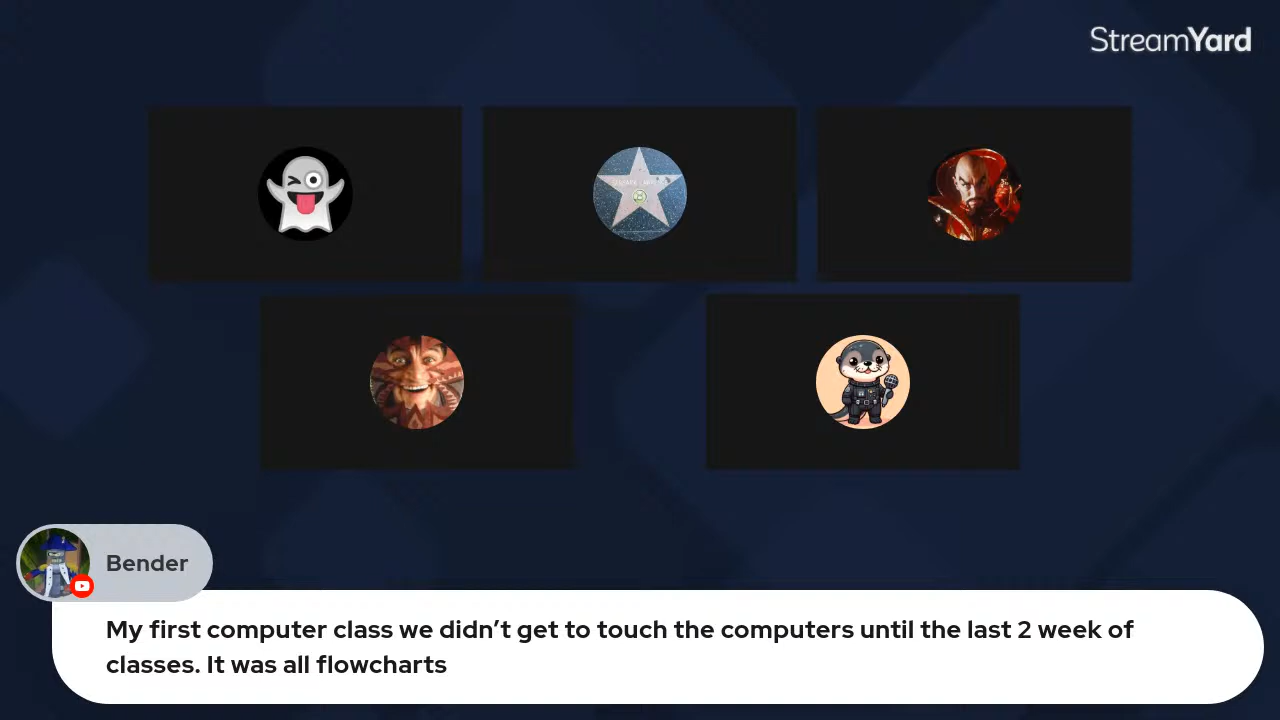 StreamYard
Bender
My first computer class we didn’t get to touch the computers until the last 2 week of
classes. It was all flowcharts